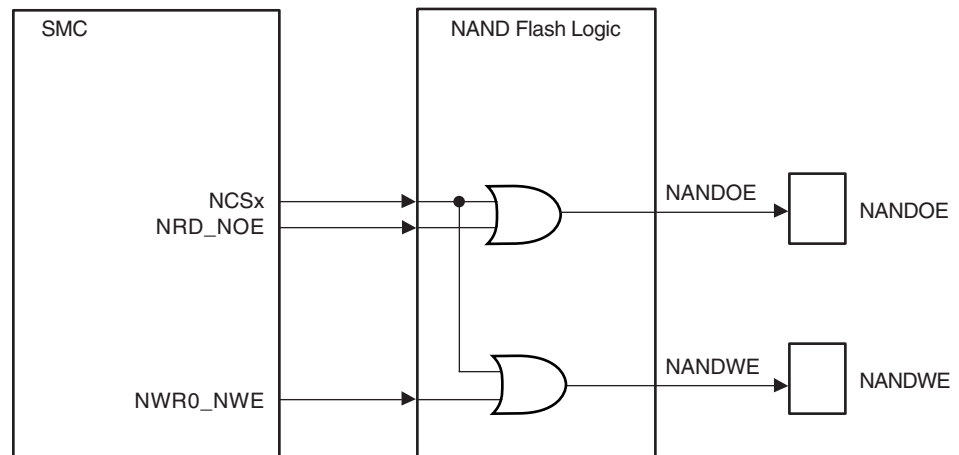 SMC
NAND Flash Logic
NCSx
NRD_NOE
NANDOE
NANDOE
NANDWE
NANDWE
NWR0_NWE